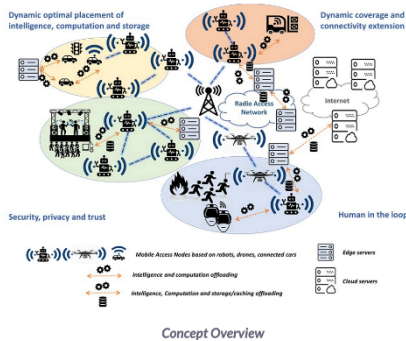 Dynamic optimal placement of
intelligence, computation and storage
Dynamic coverage and
connectivity extension
Radio Access
Network
Internet
Security, privacy and trust
Human in the loop
Mobile Access Nodes based on robots, drones, connected cars
Edge servers
Intelligence and computation offloading
Cloud servers
Intelligence, Computation and storage/caching offloading
Concept Overview